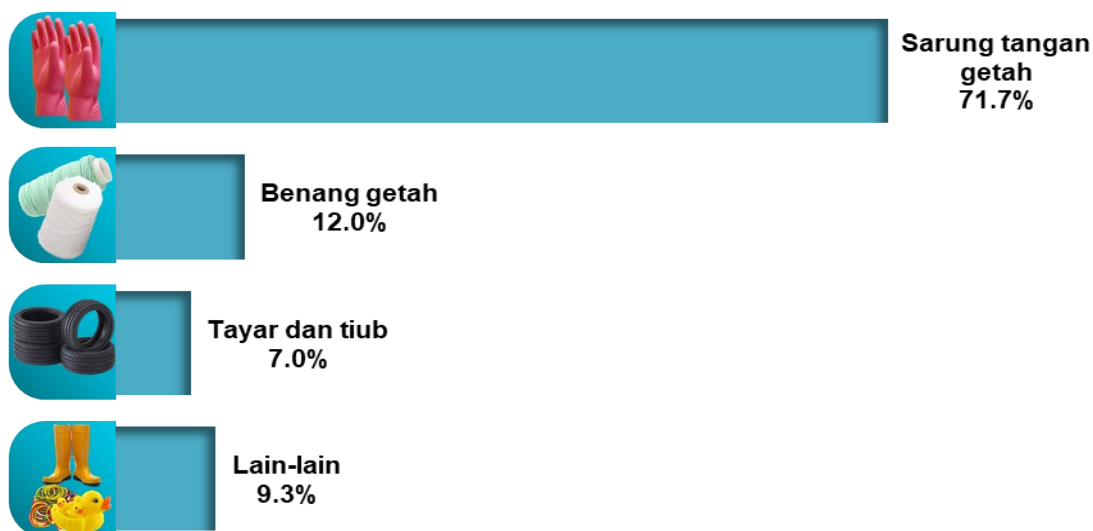 Sarung tangan
getah
71.7%
Benang getah
12.0%
Tayar dan tiub
7.0%
Lain-lain
9.3%